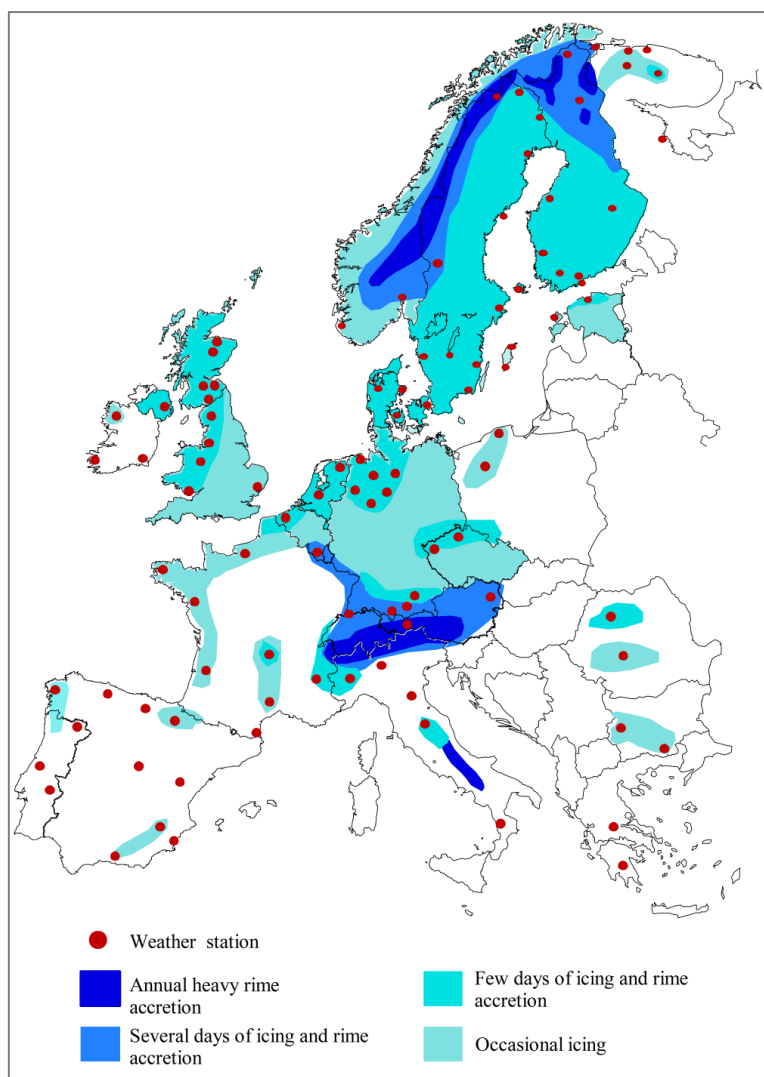 Weather station
Annual heavy rime
accretion
Several days of icing and rime
accretion
Few days of icing and rime
accretion
Occasional icing